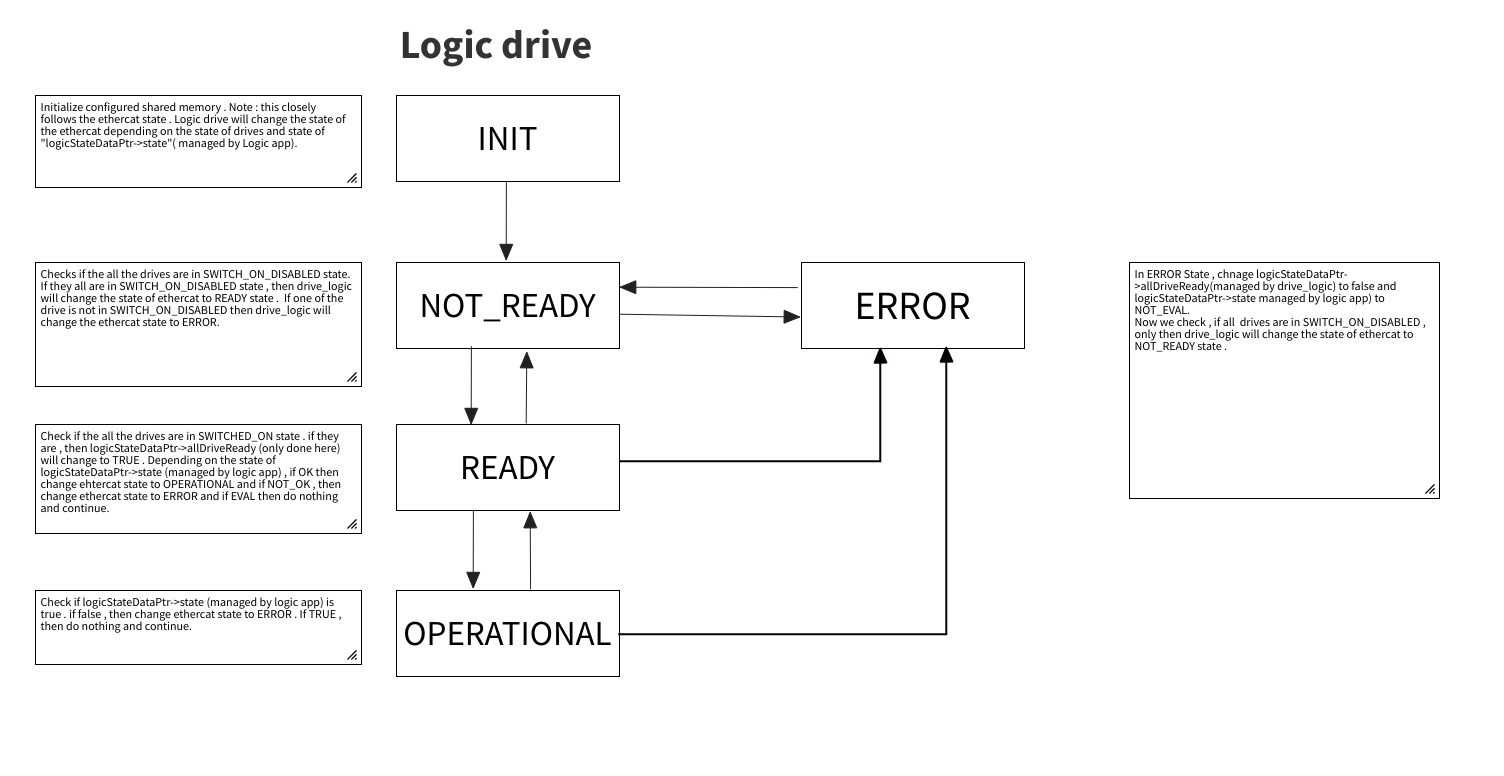 Logic drive
Initialize configured shared memory . Note : this closely
follows the ethercat state . Logic drive will change the state of
the ethercat depending on the state of drives and state of
"logicStateDataPtr->state"( managed by Logic app).
INIT
Checks if the all the drives are in SWITCH_ON_DISABLED state.
If they all are in SWITCH_ON_DISABLED state , then drive_logic
will change the state of ethercat to READY state .  If one of the
drive is not in SWITCH_ON_DISABLED then drive_logic will
change the ethercat state to ERROR.
NOT_READY
ERROR
In ERROR State , chnage logicStateDataPtr-
>allDriveReady(managed by drive_logic) to false and
logicStateDataPtr->state managed by logic app) to
NOT_EVAL.
Now we check , if all  drives are in SWITCH_ON_DISABLED ,
only then drive_logic will change the state of ethercat to
NOT_READY state .
Check if the all the drives are in SWITCHED_ON state . if they
are , then logicStateDataPtr->allDriveReady (only done here)
will change to TRUE . Depending on the state of
logicStateDataPtr->state (managed by logic app) , if OK then
change ehtercat state to OPERATIONAL and if NOT_OK , then
change ethercat state to ERROR and if EVAL then do nothing
and continue.
READY
Check if logicStateDataPtr->state (managed by logic app) is
true . if false , then change ethercat state to ERROR . If TRUE ,
then do nothing and continue.
OPERATIONAL